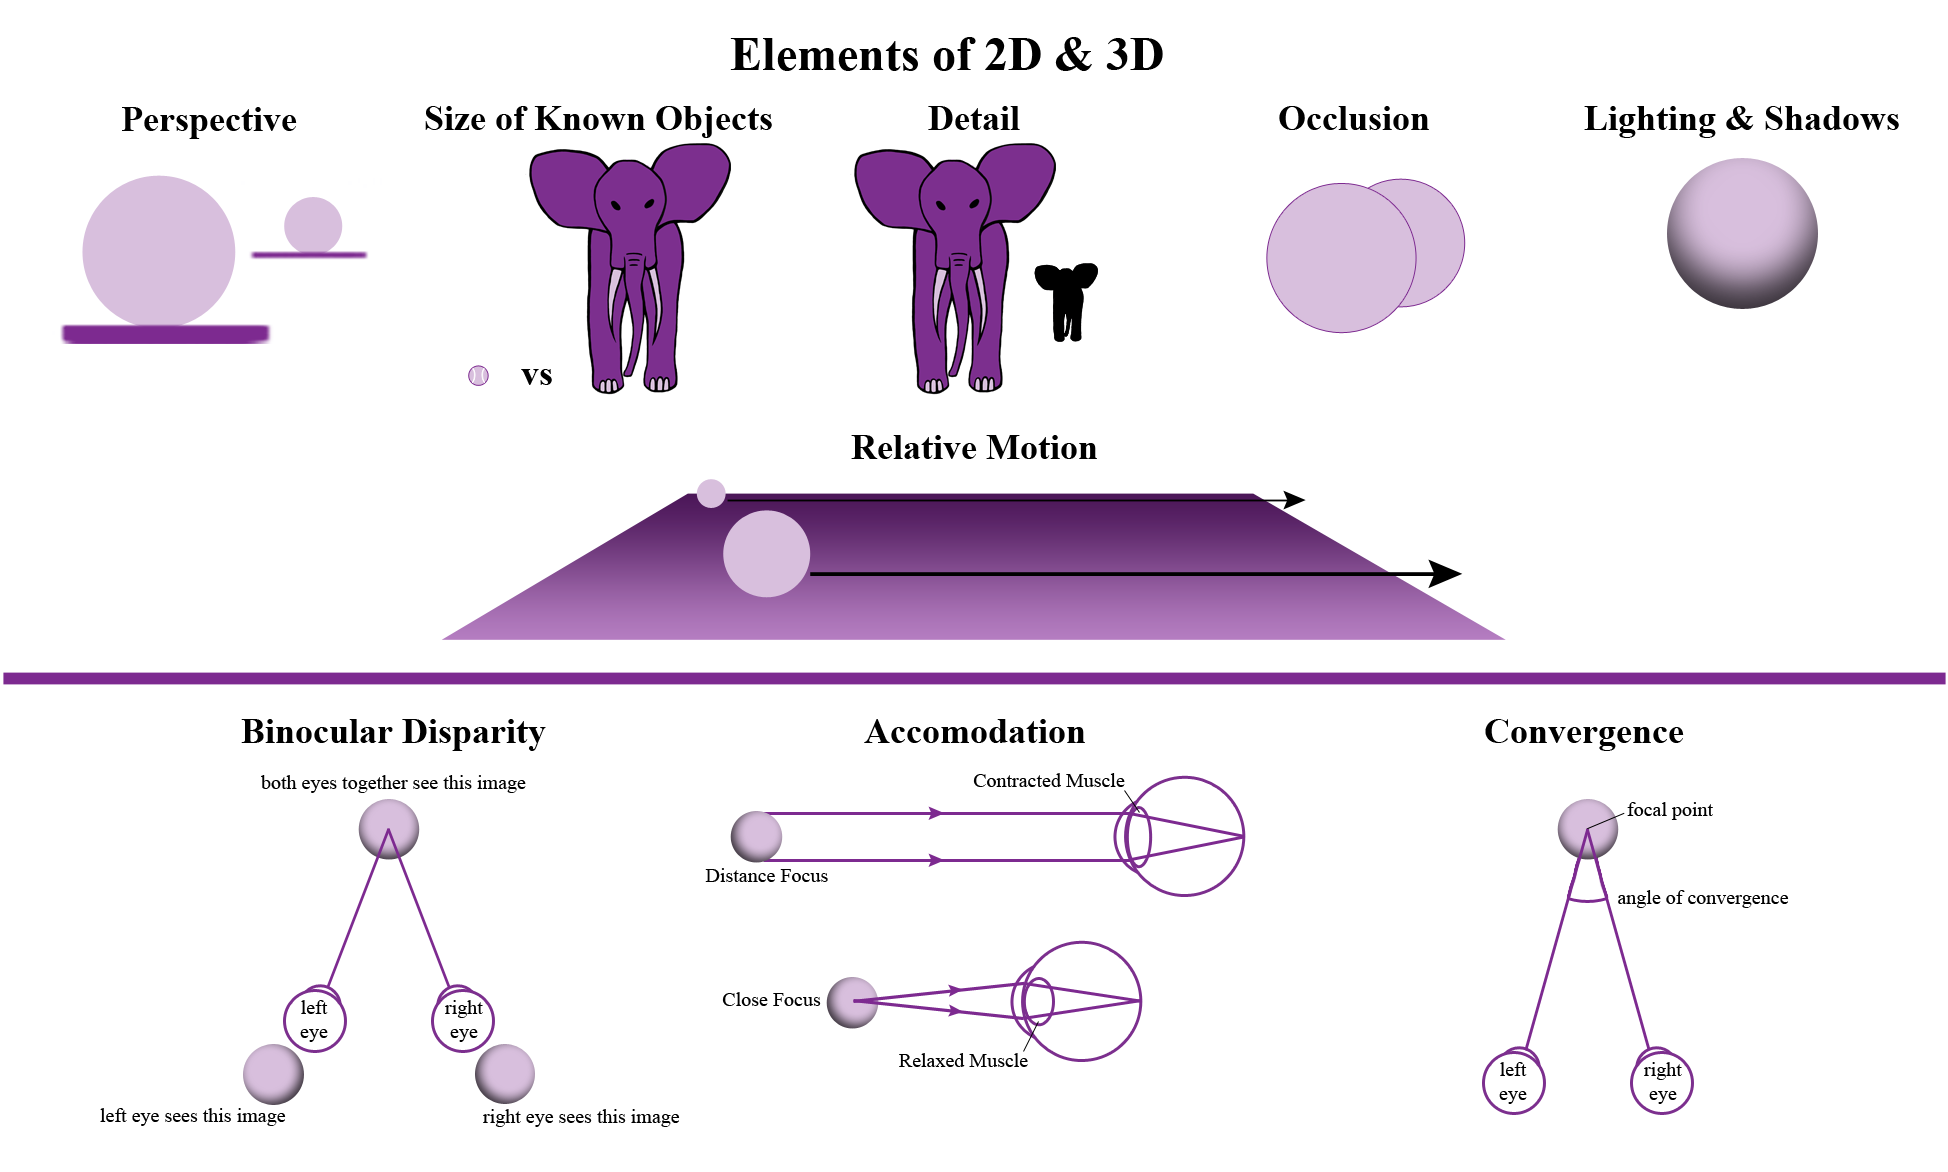 Elements of 2D & 3D
Perspective
Size of Known Objects
Detail
Occlusion
Lighting & Shadows
vs
Relative Motion
Binocular Disparity
both eyes together see this image
left
eye
right
eye
left eye sees this image
right eye sees this image
Accomodation
Contracted Muscle
Distance Focus
Close Focus
Relaxed Muscle
Convergence
focal point
angle of convergence
left
eye
right
eye